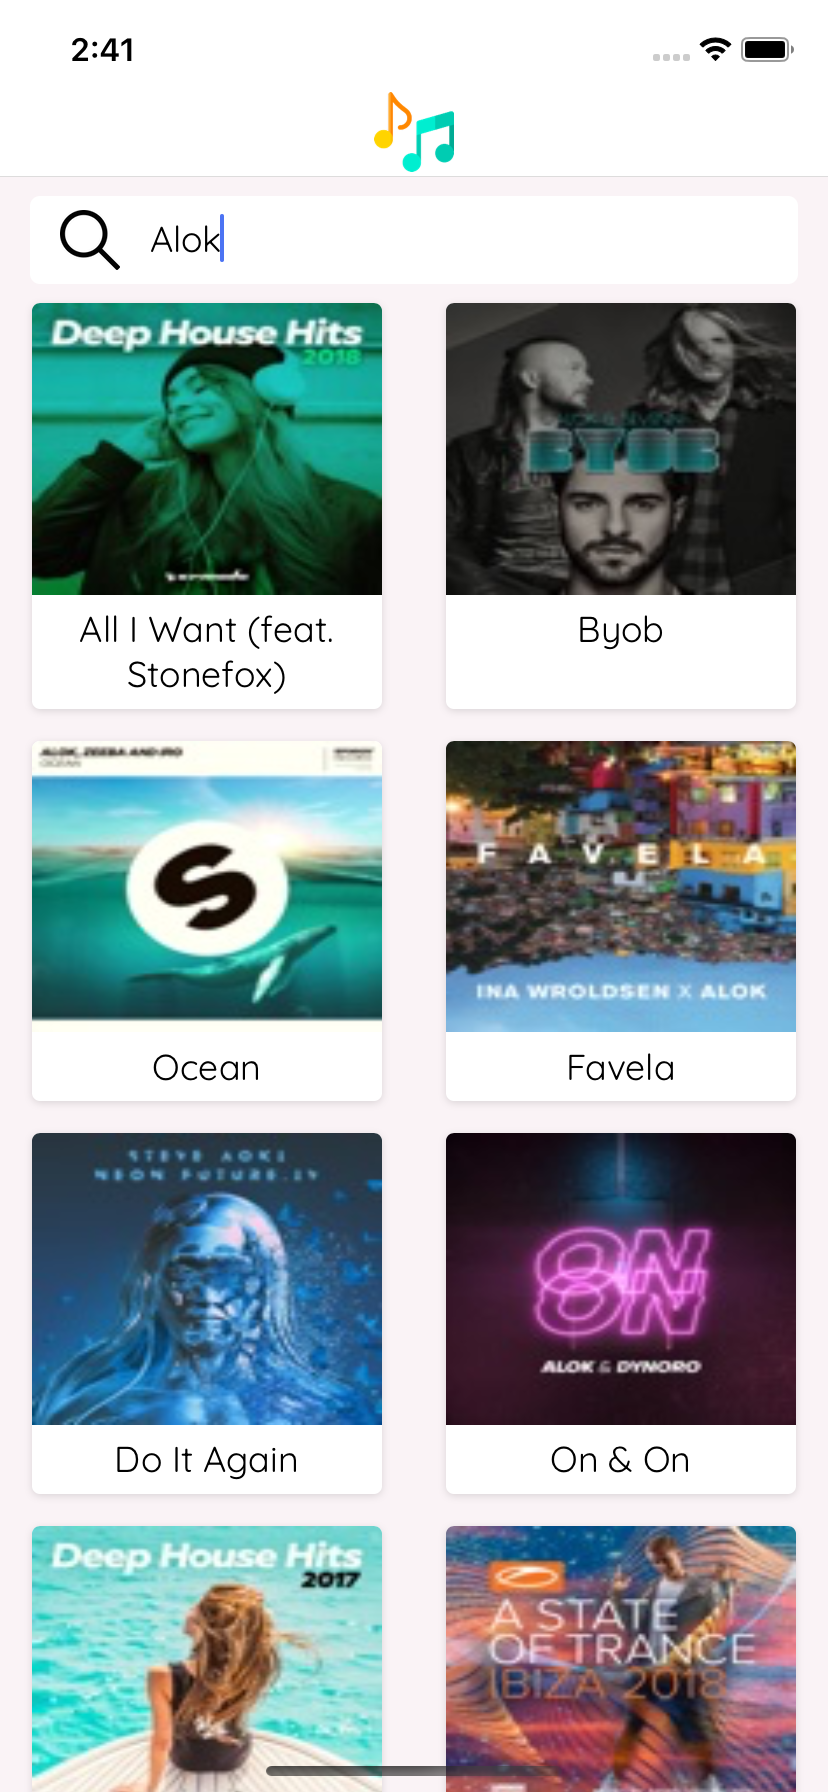 2:41
Alok
Deep House Hits
2018
BYOB
All I Want (feat.
Stonefox)
Byob
ALOK, ZEEBA AND IRO
OCEAN
FAVELA
INA WROLDSEN X ALOK
Ocean
Favela
STEVE AOKI
NEON FUTURE.IV
ON
ON
ALOK & DYNORO
Do It Again
On & On
Deep House Hits
2017
A STATE
OF TRANCE
IBIZA 2018